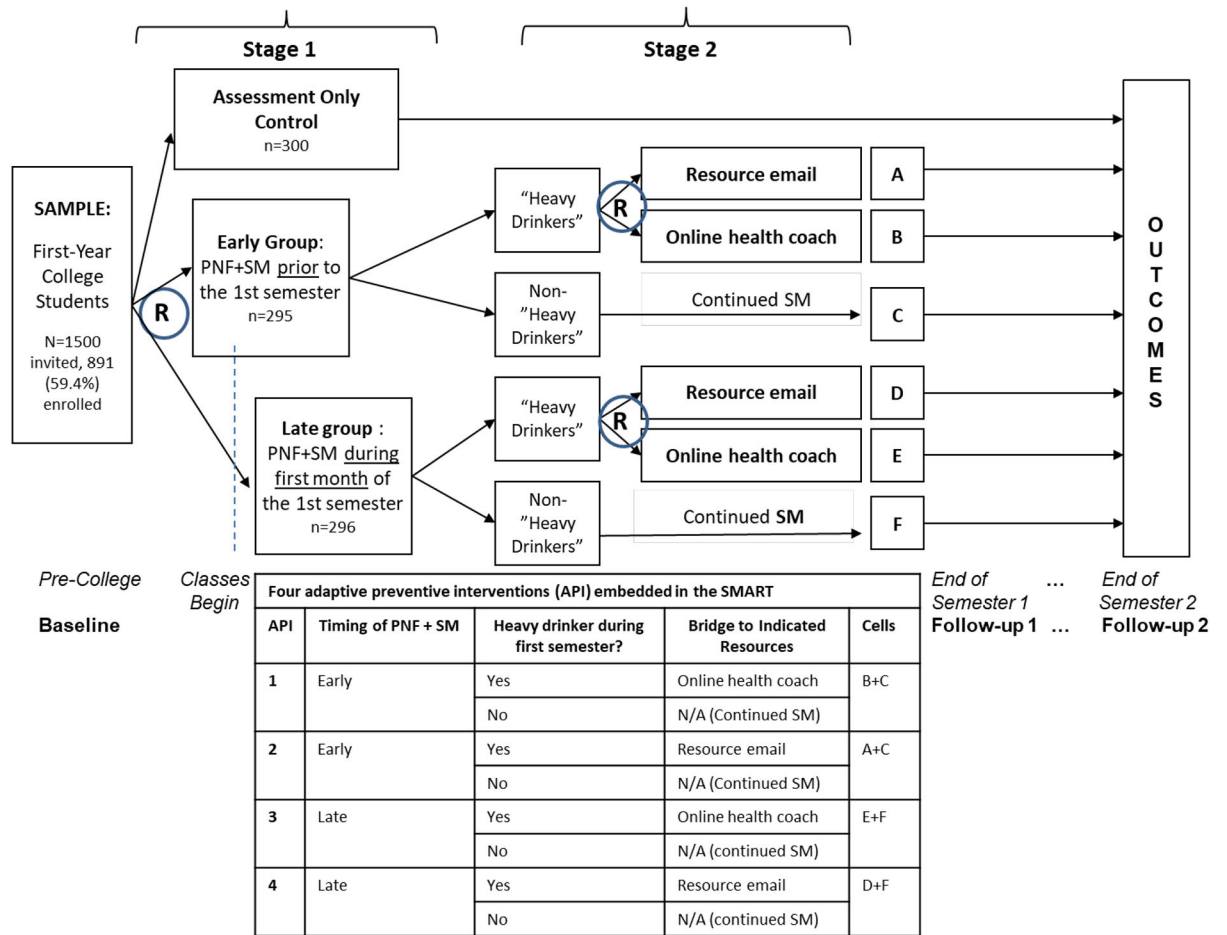 Stage 1
Stage 2
Assessment Only
Control
n=300
SAMPLE:
First-Year
College
Students
N=1500
invited, 891
(59.4%)
enrolled
R
Early Group:
PNF+SM prior to
the 1st semester
n=295
Late group :
PNF+SM during
first month of
the 1st semester
n=296
"Heavy
Drinkers"
R
Resource email
A
Online health coach
B
Non-
"Heavy
Drinkers"
Continued SM
C
"Heavy
Drinkers"
R
Resource email
D
Online health coach
E
Non-
"Heavy
Drinkers"
Continued SM
F
O
U
T
C
O
M
E
S
Pre-College
Baseline
Classes
Begin
End of
Semester 1
Follow-up 1
...
...
End of
Semester 2
Follow-up 2
Four adaptive preventive interventions (API) embedded in the SMART
API Timing of PNF + SM Heavy drinker during first semester? Bridge to Indicated Resources Cells
1 Early Yes Online health coach B+C
No N/A (Continued SM)
2 Early Yes Resource email A+C
No N/A (Continued SM)
3 Late Yes Online health coach E+F
No N/A (continued SM)
4 Late Yes Resource email D+F
No N/A (continued SM)